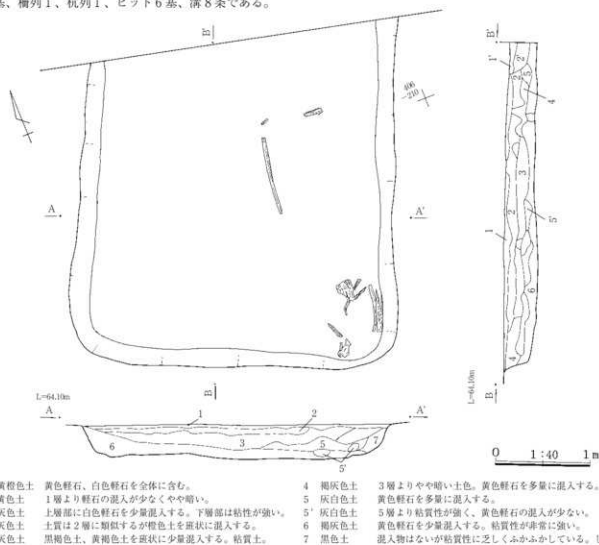 基、柵列1、杭列1、ピット6基、溝8条である。
B'
B'
1'
2'
2'
5
4
406
-210
3
A
A'
2
5'
1
6
4
L=64.10m
B
L=64.10m
B
A
1
2
A'
6
3
5
7
5'
0
1:40
1m
黄橙色土 黄色軽石、白色軽石を全体に含む。
黄色土 1層より軽石の混入が少なくやや暗い。
灰色土 上層部に白色軽石を少量混入する。下層部は粘性が強い。
灰色土 土質は2層に類似するが橙色土を斑状に混入する。
灰色土 黒褐色土、黄褐色土を斑状に少量混入する。粘質土。
4 褐灰色土 3層よりやや暗い土色。黄色軽石を多量に混入する。
5 灰白色土 黄色軽石を多量に混入する。
5' 灰白色土 5層より粘質性が強く、黄色軽石の混入が少ない。
6 褐灰色土 黄色軽石を少量混入する。粘質性が非常に強い。
7 黒色土 混入物はないが粘質性に乏しくふかふかしている。